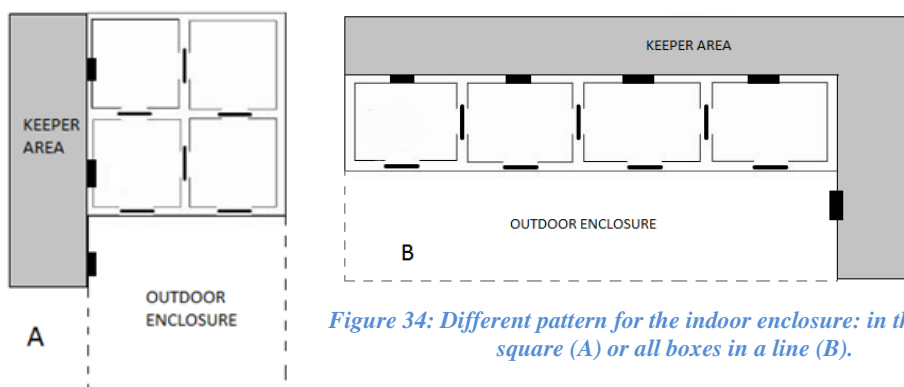 KEEPER AREA
KEEPER
AREA
OUTDOOR ENCLOSURE
B
OUTDOOR
ENCLOSURE
A
Figure 34: Different pattern for the indoor enclosure: in
square (A) or all boxes in a line (B).